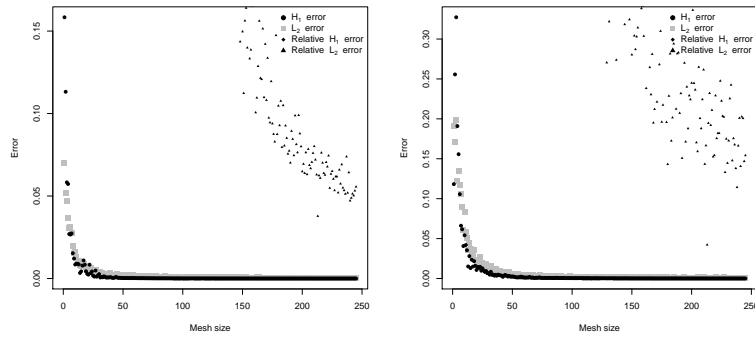 H1 error
L2 error
Relative H1 error
Relative L2 error
Error
0.15
0.10
0.05
0.00
0
50
100
150
200
250
Mesh size
H1 error
L2 error
Relative H1 error
Relative L2 error
Error
0.30
0.25
0.20
0.15
0.10
0.05
0.00
0
50
100
150
200
250
Mesh size